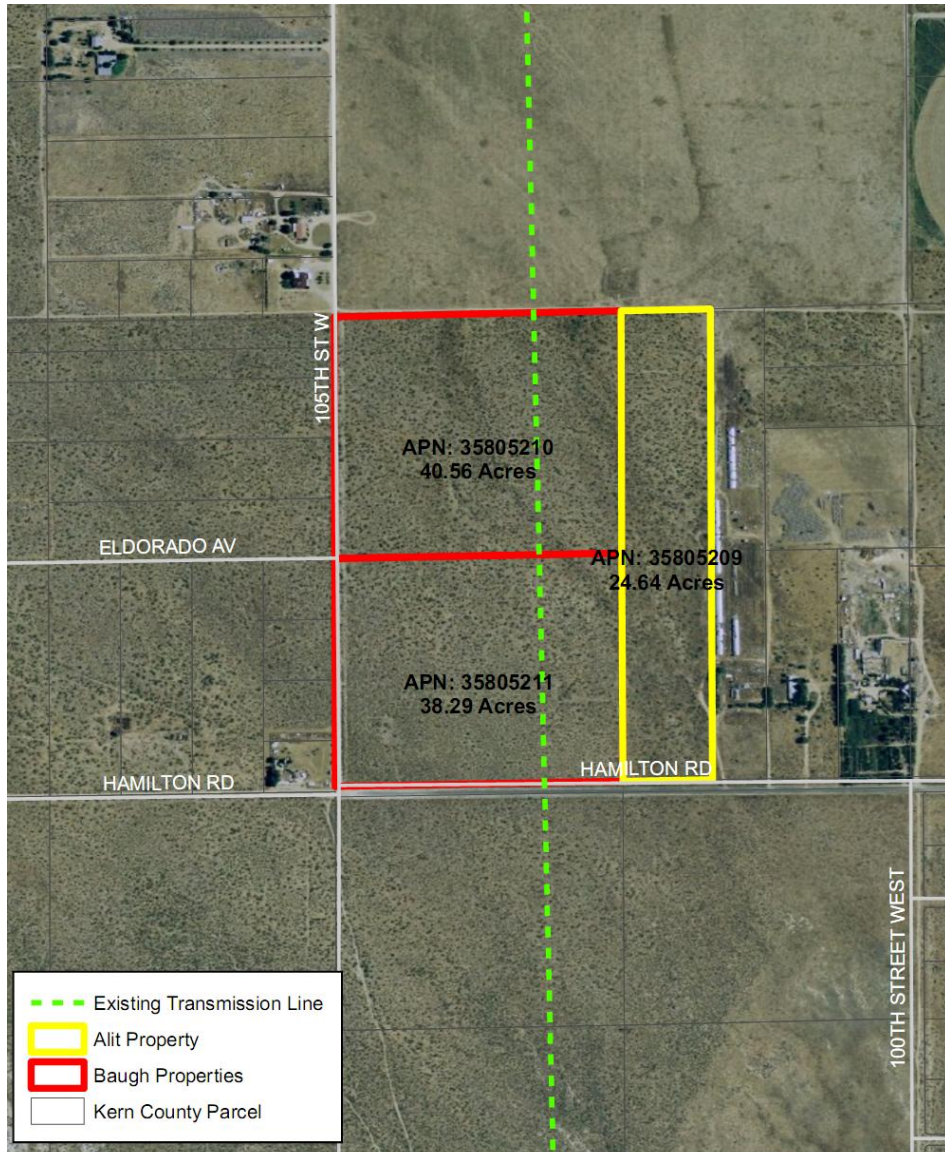 105TH ST W
APN: 35805210
40.56 Acres
ELDORADO AV
APN: 35805209
24.64 Acres
APN: 35805211
38.29 Acres
HAMILTON RD
HAMILTON RD
100TH STREET WEST
Existing Transmission Line
Alit Property
Baugh Properties
Kern County Parcel